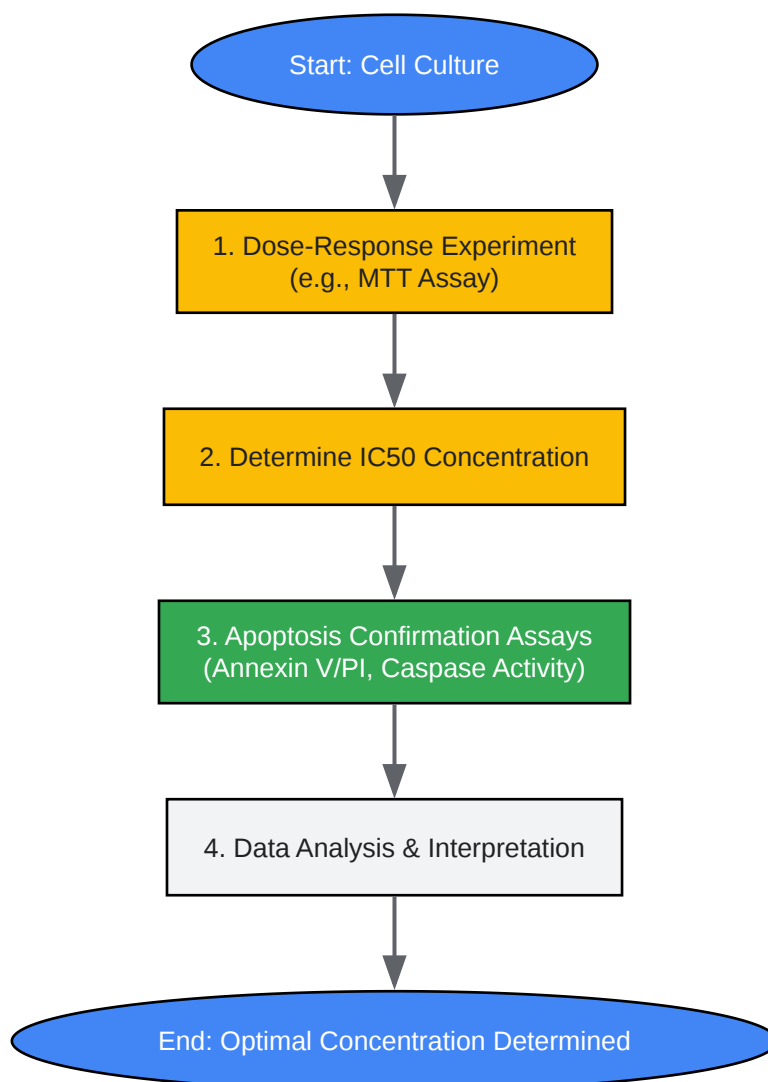 Start: Cell Culture
1. Dose-Response Experiment
(e.g., MTT Assay)
2. Determine IC50 Concentration
3. Apoptosis Confirmation Assays
(Annexin V/PI, Caspase Activity)
4. Data Analysis & Interpretation
End: Optimal Concentration Determined